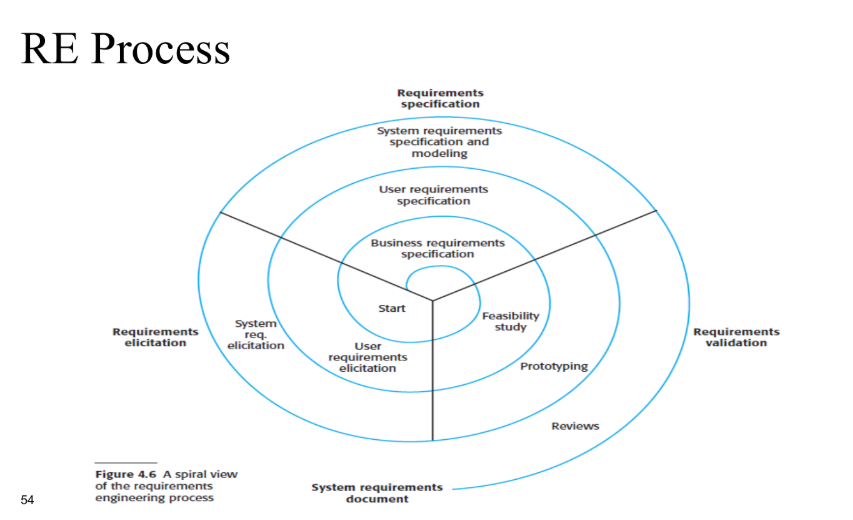 RE Process
Requirements
specification
System requirements
specification and
modeling
User requirements
specification
Business requirements
specification
Start
Feasibility
study
System
req.
elicitation
Requirements
elicitation
User
requirements
elicitation
Prototyping
Requirements
validation
Reviews
Figure 4.6 A spiral view
of the requirements
engineering process
System requirements
document
54